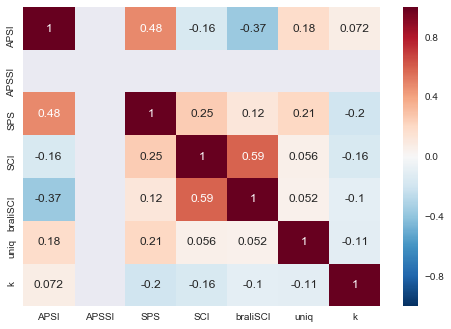 APSI 1 0.48 -0.16 -0.37 0.18 0.072
APSSI
SPS 0.48 1 0.25 0.12 0.21 -0.2
SCI -0.16 0.25 1 0.59 0.056 -0.16
braliSCI -0.37 0.12 0.59 1 0.052 -0.1
uniq 0.18 0.21 0.056 0.052 1 -0.11
k 0.072 -0.2 -0.16 -0.1 -0.11 1
APSI APSSI SPS SCI braliSCI uniq k
0.8
0.4
0.0
-0.4
-0.8